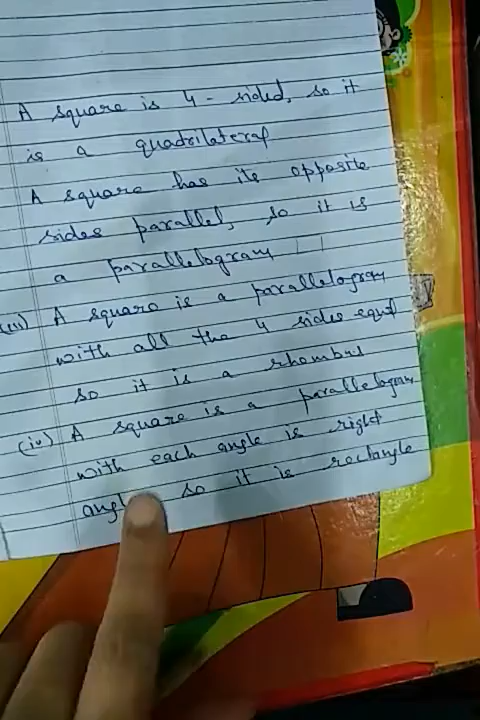 A square is 4-sided, so it
is a quadrilateral
A square has its opposite
sides parallel, so it is
a parallelogram
(iii) A square is a parallelogram
with all the 4 sides equal
so it is a rhombus
(iv) A square is a parallelogram
with each angle is right
angle so it is rectangle